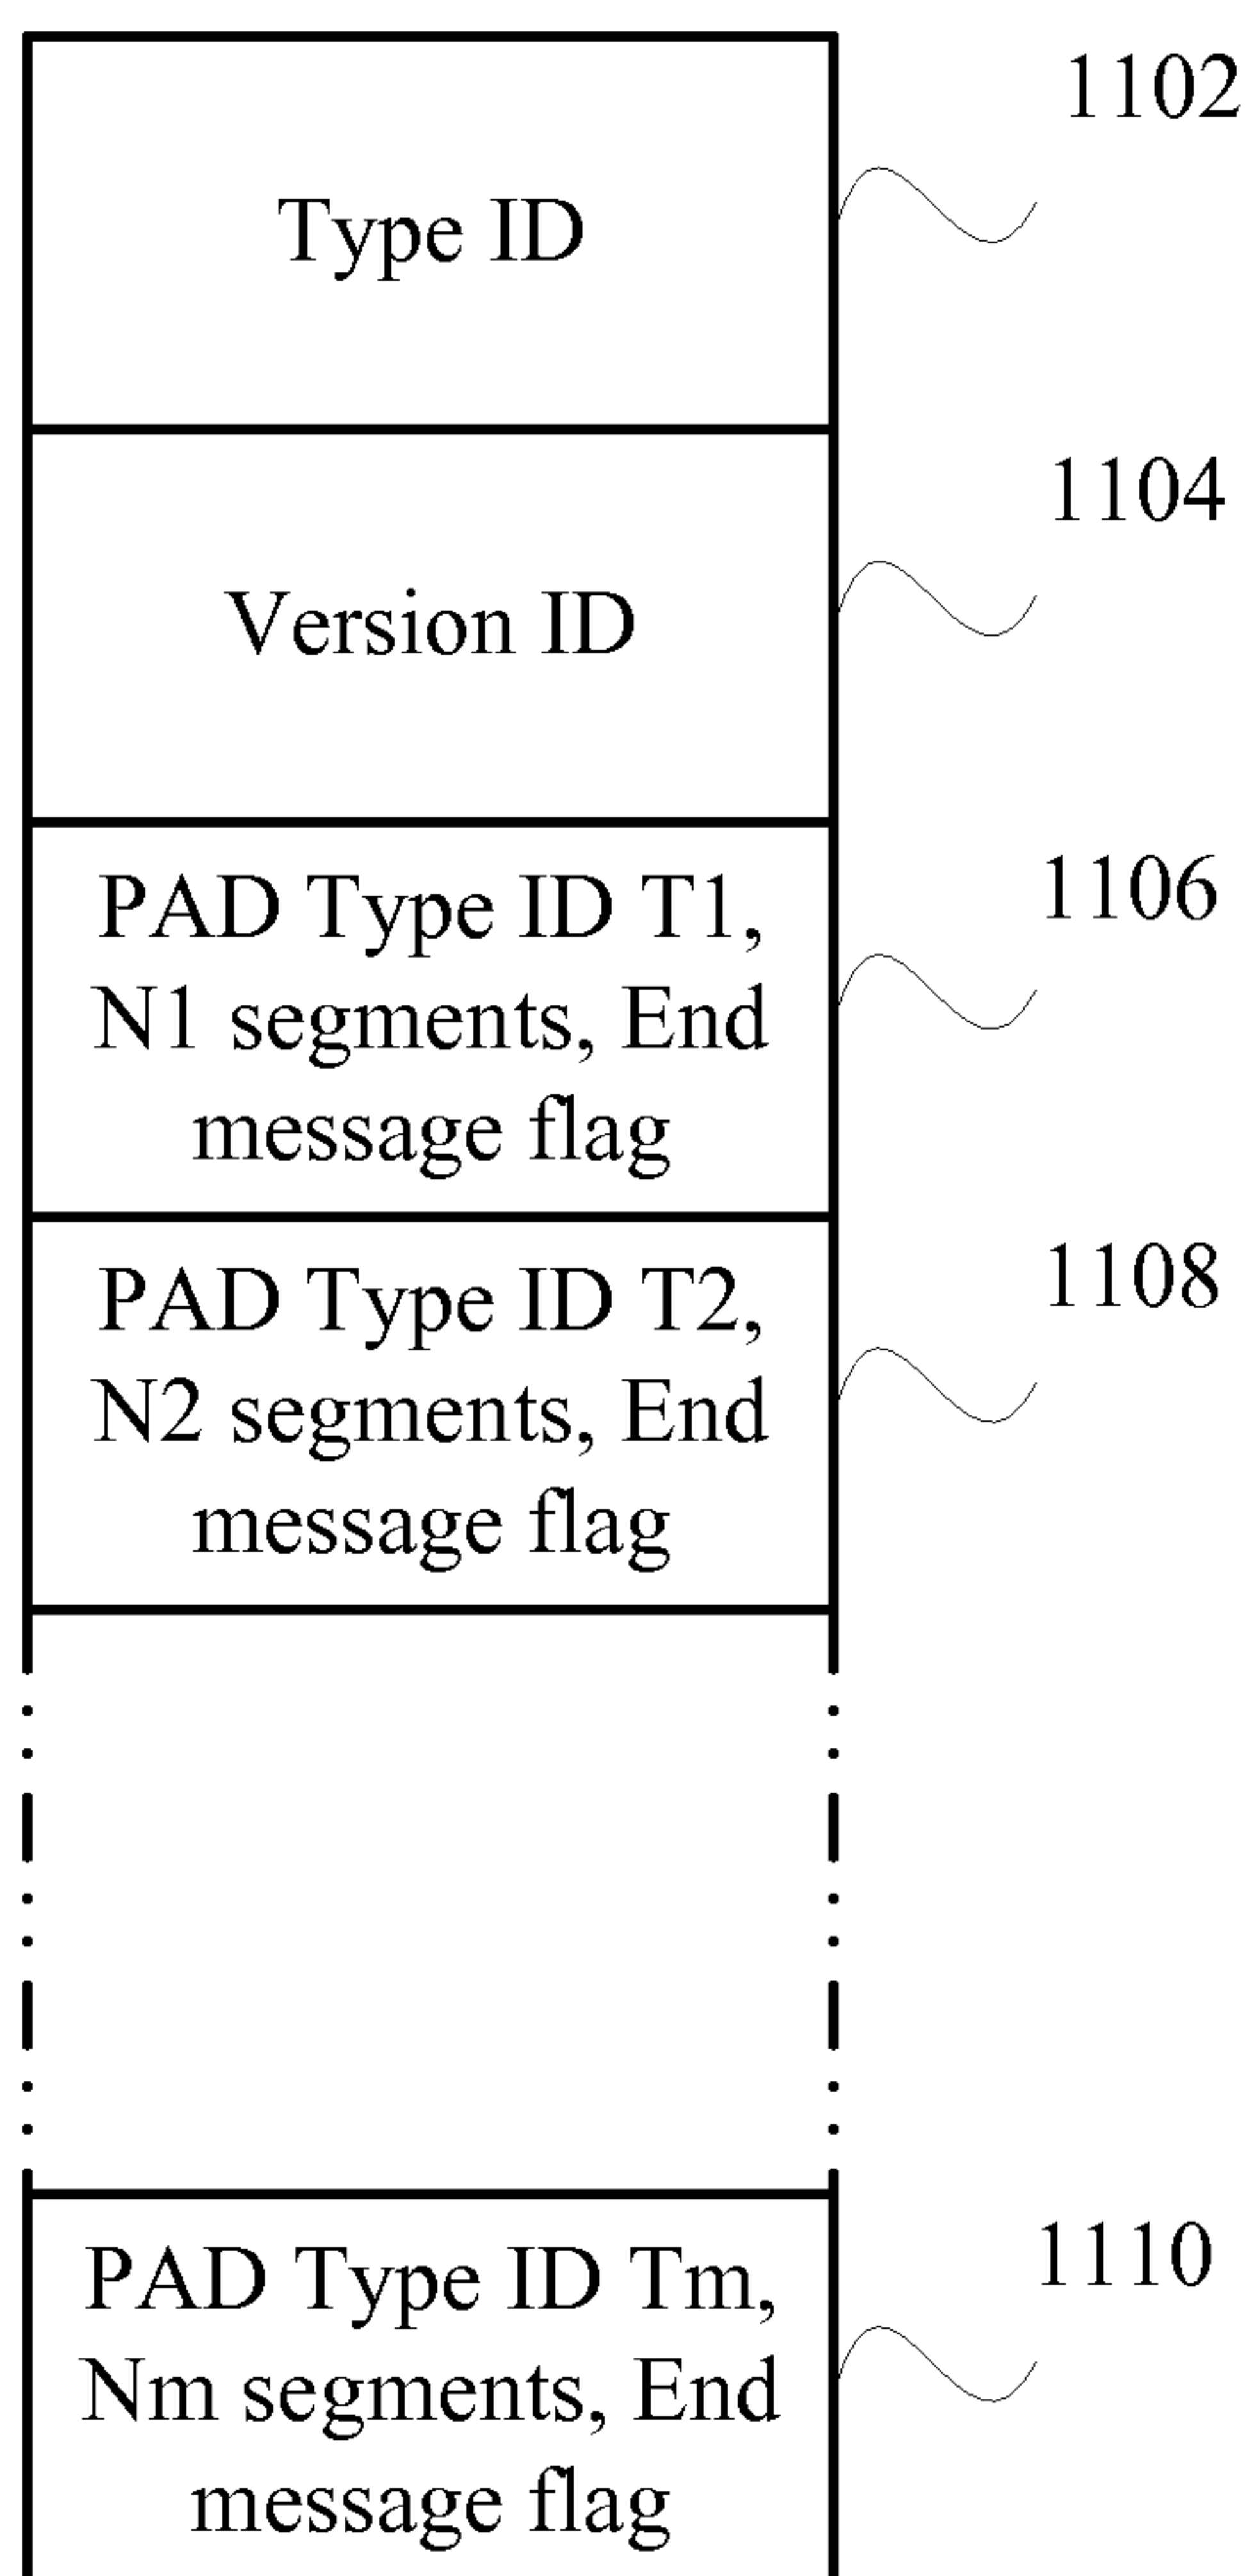 1102
Type ID
1104
Version ID
1106
PAD Type ID T1,
N1 segments, End
message flag
1108
PAD Type ID T2,
N2 segments, End
message flag
1110
PAD Type ID Tm,
Nm segments, End
message flag